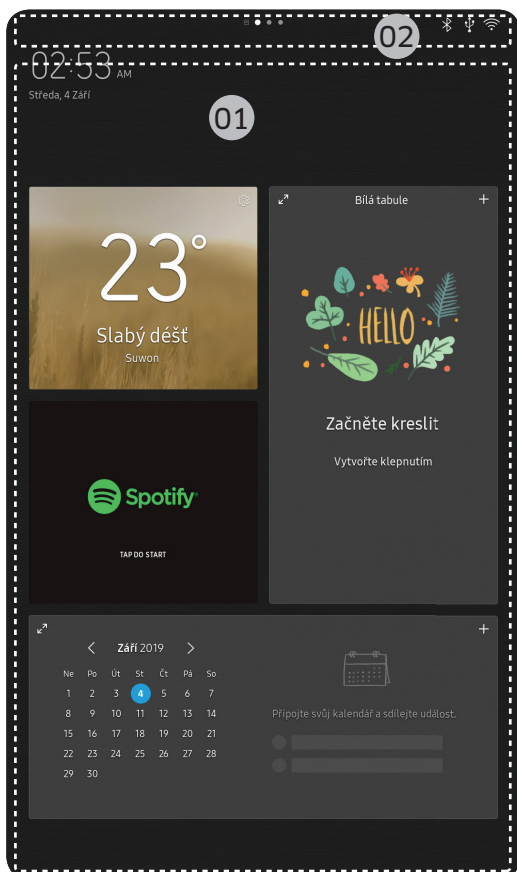 02
02:53 AM
Středa, 4 Září
01
23°
Slabý déšť
Suwon
Bílá tabule
HELLO
Začněte kreslit
Vytvořte klepnutím
Spotify
TAP DO START
Září 2019
Ne Po Út St Čt Pá So
1 2 3 4 5 6 7
8 9 10 11 12 13 14
15 16 17 18 19 20 21
22 23 24 25 26 27 28
29 30
Připojte svůj kalendář a sdílejte událost.